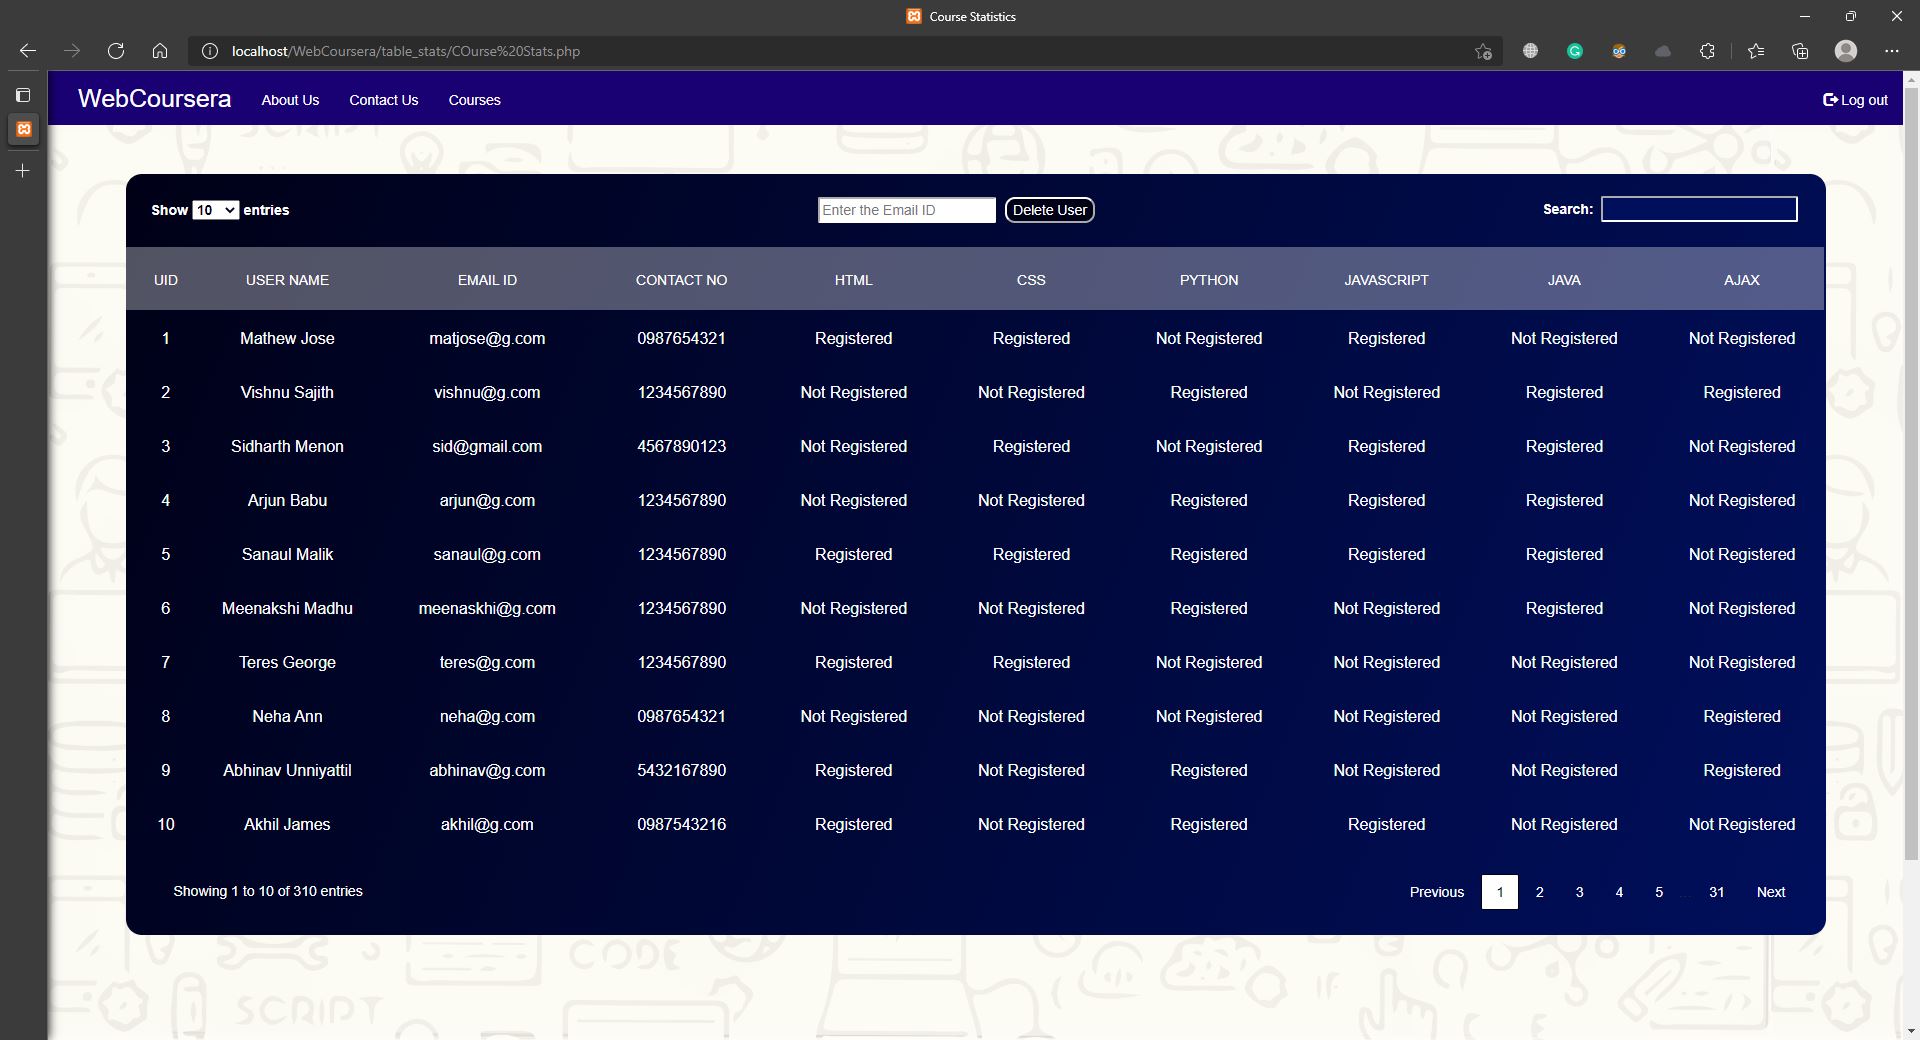 Course Statistics
localhost/WebCoursera/table_stats/COurse%20Stats.php
WebCoursera About Us Contact Us Courses Log out
Show 10 entries Enter the Email ID Delete User Search:
UID USER NAME EMAIL ID CONTACT NO HTML CSS PYTHON JAVASCRIPT JAVA AJAX
1 Mathew Jose matjose@g.com 0987654321 Registered Registered Not Registered Registered Not Registered Not Registered
2 Vishnu Sajith vishnu@g.com 1234567890 Not Registered Not Registered Registered Not Registered Registered Registered
3 Sidharth Menon sid@gmail.com 4567890123 Not Registered Registered Not Registered Registered Registered Not Registered
4 Arjun Babu arjun@g.com 1234567890 Not Registered Not Registered Registered Registered Registered Not Registered
5 Sanaul Malik sanaul@g.com 1234567890 Registered Registered Registered Registered Registered Not Registered
6 Meenakshi Madhu meenaskhi@g.com 1234567890 Not Registered Not Registered Registered Not Registered Registered Not Registered
7 Teres George teres@g.com 1234567890 Registered Registered Not Registered Not Registered Not Registered Not Registered
8 Neha Ann neha@g.com 0987654321 Not Registered Not Registered Not Registered Not Registered Not Registered Registered
9 Abhinav Unniyattil abhinav@g.com 5432167890 Registered Not Registered Registered Not Registered Not Registered Registered
10 Akhil James akhil@g.com 0987543216 Registered Not Registered Registered Registered Not Registered Not Registered
Showing 1 to 10 of 310 entries Previous 1 2 3 4 5 … 31 Next
CODE
IF
SCRIPT